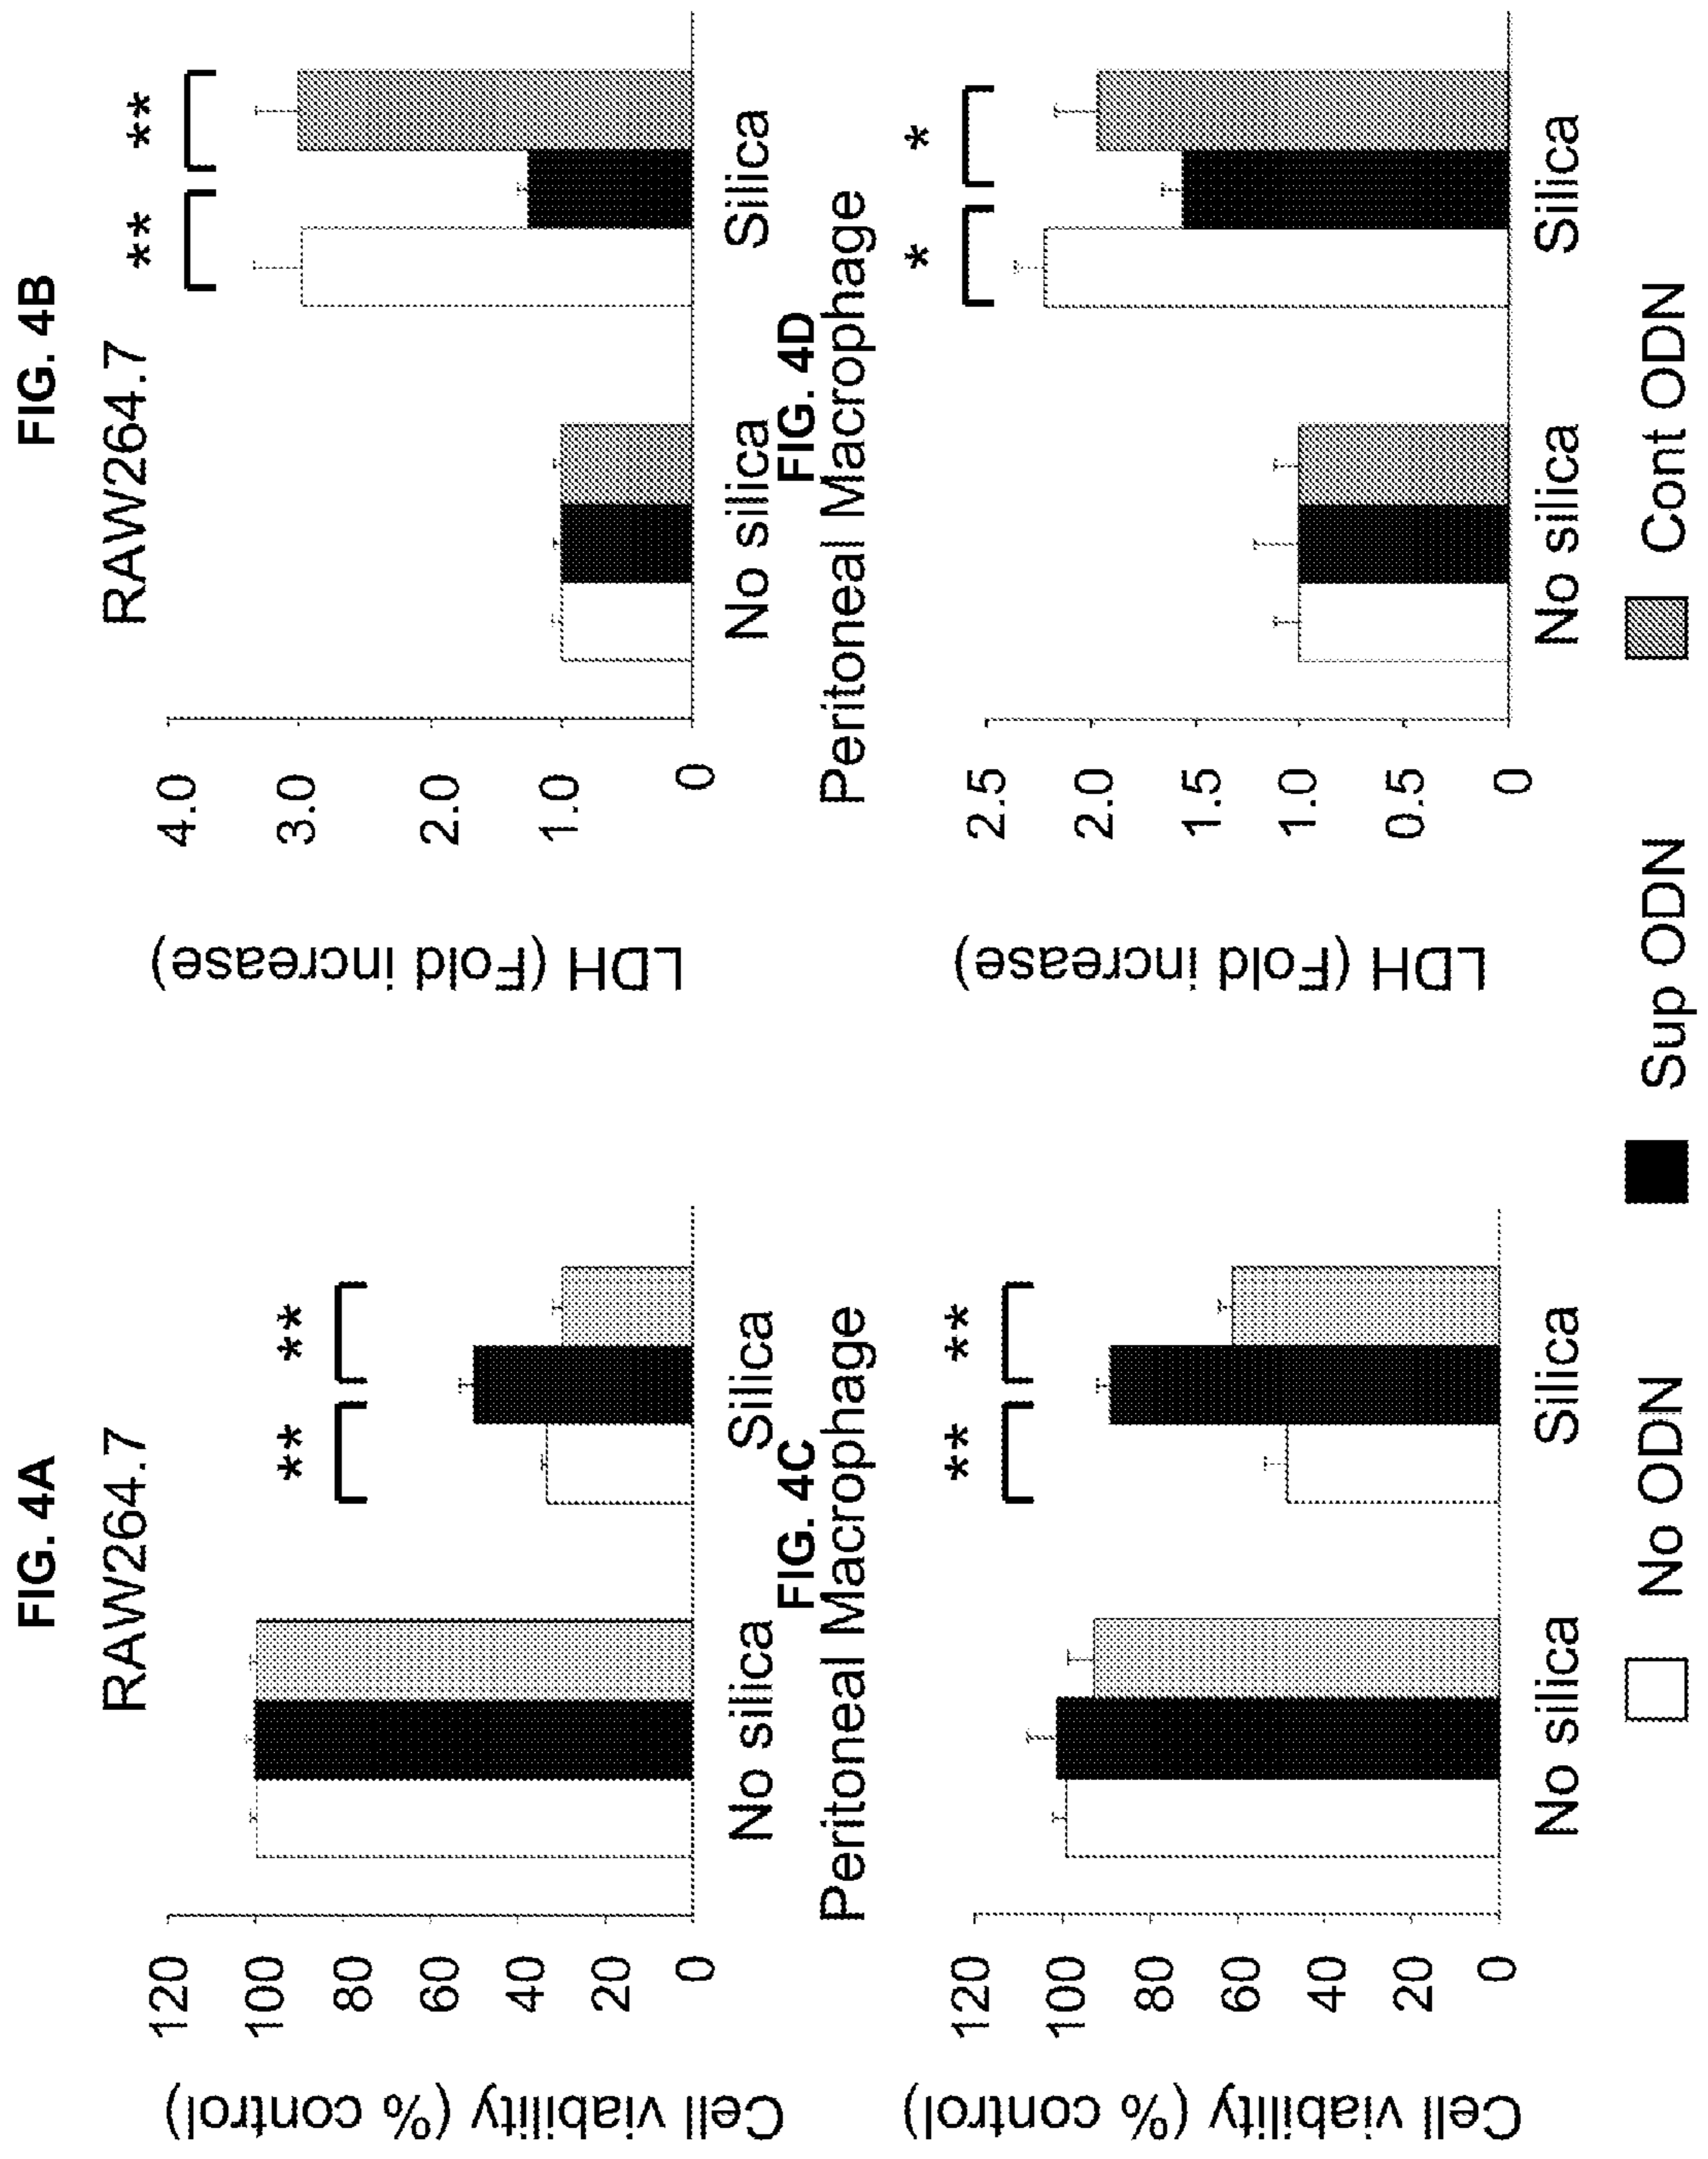 FIG. 4A
RAW264.7
Cell viability (% control)
120
100
80
60
40
20
0
** **
No silica Silica
FIG. 4B
RAW264.7
LDH (Fold increase)
4.0
3.0
2.0
1.0
0
** **
No silica Silica
FIG. 4C
Peritoneal Macrophage
Cell viability (% control)
120
100
80
60
40
20
0
** **
No silica Silica
FIG. 4D
Peritoneal Macrophage
LDH (Fold increase)
2.5
2.0
1.5
1.0
0.5
0
* *
No silica Silica
No ODN Sup ODN Cont ODN